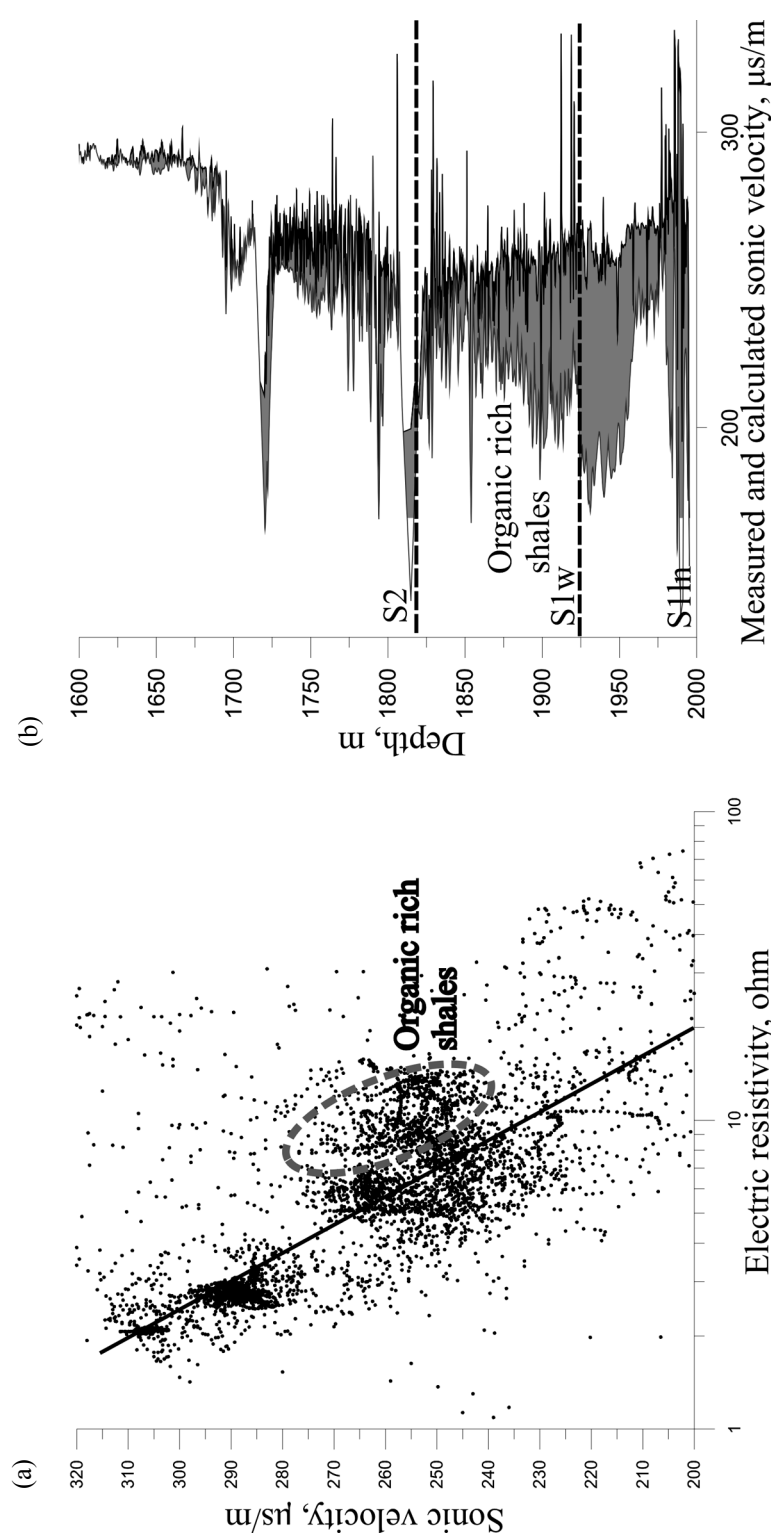 (a)
320
310
300
290
280
270
260
250
240
230
220
210
200
Sonic velocity, μs/m
1
10
100
Electric resistivity, ohm
Organic rich
shales
(b)
1600
1650
1700
1750
1800
1850
1900
1950
2000
Depth, m
S2
S1w
S1ln
Organic rich
shales
200
300
Measured and calculated sonic velocity, μs/m